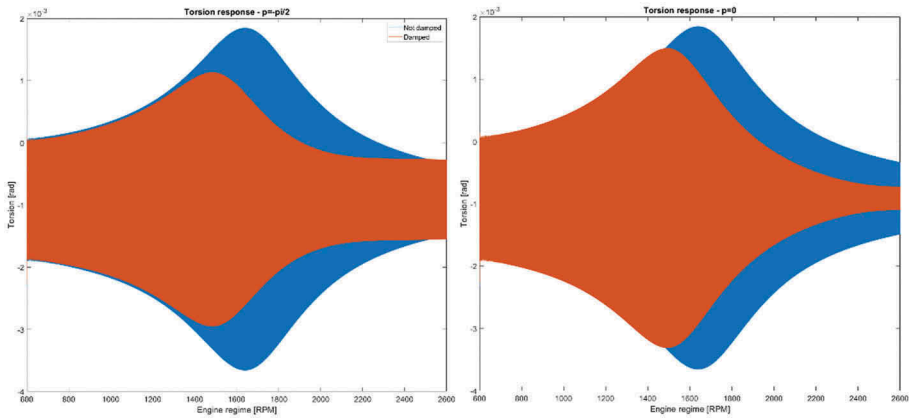 Torsion response - p=-pi/2
×10⁻³
Not damped
Damped
2
1
0
-1
-2
-3
-4
Torsion [rad]
600 800 1000 1200 1400 1600 1800 2000 2200 2400 2600
Engine regime [RPM]
Torsion response - p=0
×10⁻³
2
1
0
-1
-2
-3
-4
Torsion [rad]
600 800 1000 1200 1400 1600 1800 2000 2200 2400 2600
Engine regime [RPM]